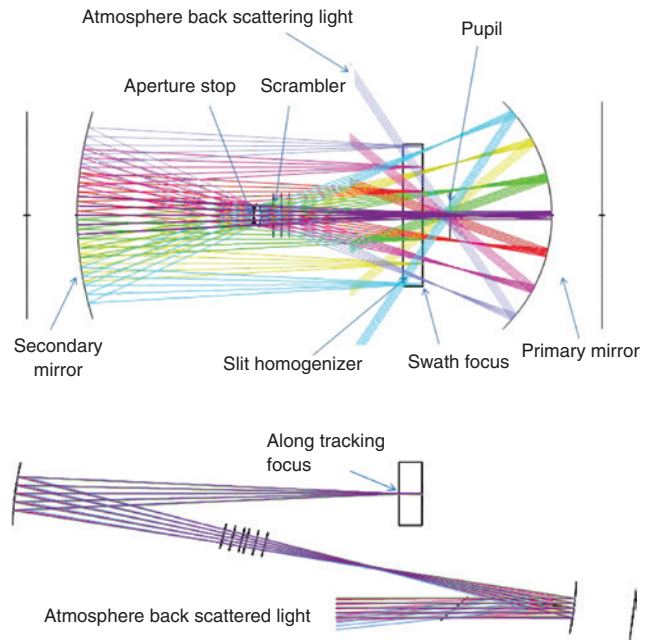 Atmosphere back scattering light
Pupil
Aperture stop
Scrambler
Secondary
mirror
Slit homogenizer
Swath focus
Primary mirror
Along tracking
focus
Atmosphere back scattered light